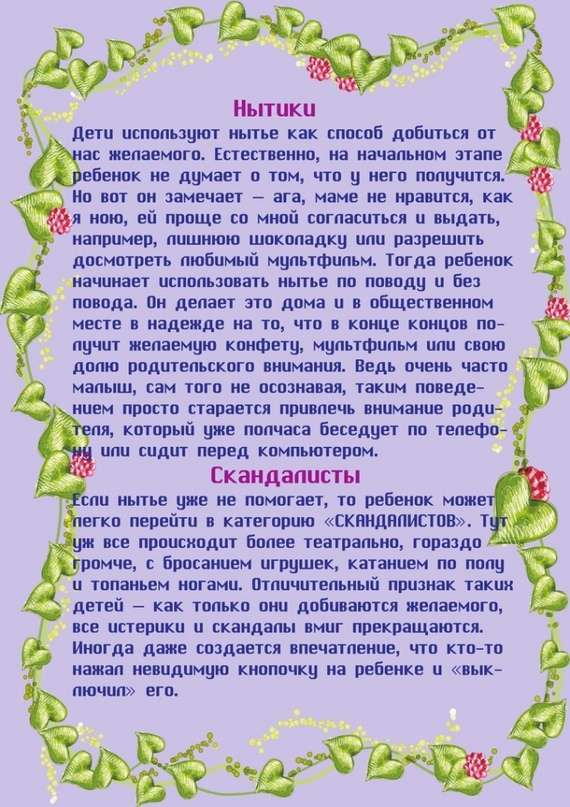 Нытики
Дети используют нытье как способ добиться от
нас желаемого. Естественно, на начальном этапе
ребенок не думает о том, что у него получится.
Но вот он замечает – ага, маме не нравится, как
я ною, ей проще со мной согласиться и выдать,
например, лишнюю шоколадку или разрешить
досмотреть любимый мультфильм. Тогда ребенок
начинает использовать нытье по поводу и без
повода. Он делает это дома и в общественном
месте в надежде на то, что в конце концов по-
лучит желаемую конфету, мультфильм или свою
долю родительского внимания. Ведь очень часто
малыш, сам того не осознавая, таким поведе-
нием просто старается привлечь внимание роди-
теля, который уже полчаса беседует по телефо-
ну или сидит перед компьютером.
Скандалисты
Если нытье уже не помогает, то ребенок может
легко перейти в категорию «СКАНДАЛИСТОВ». Тут
уж все происходит более театрально, гораздо
громче, с бросанием игрушек, катанием по полу
и топаньем ногами. Отличительный признак таких
детей – как только они добиваются желаемого,
все истерики и скандалы вмиг прекращаются.
Иногда даже создается впечатление, что кто-то
нажал невидимую кнопочку на ребенке и «вык-
лючил» его.